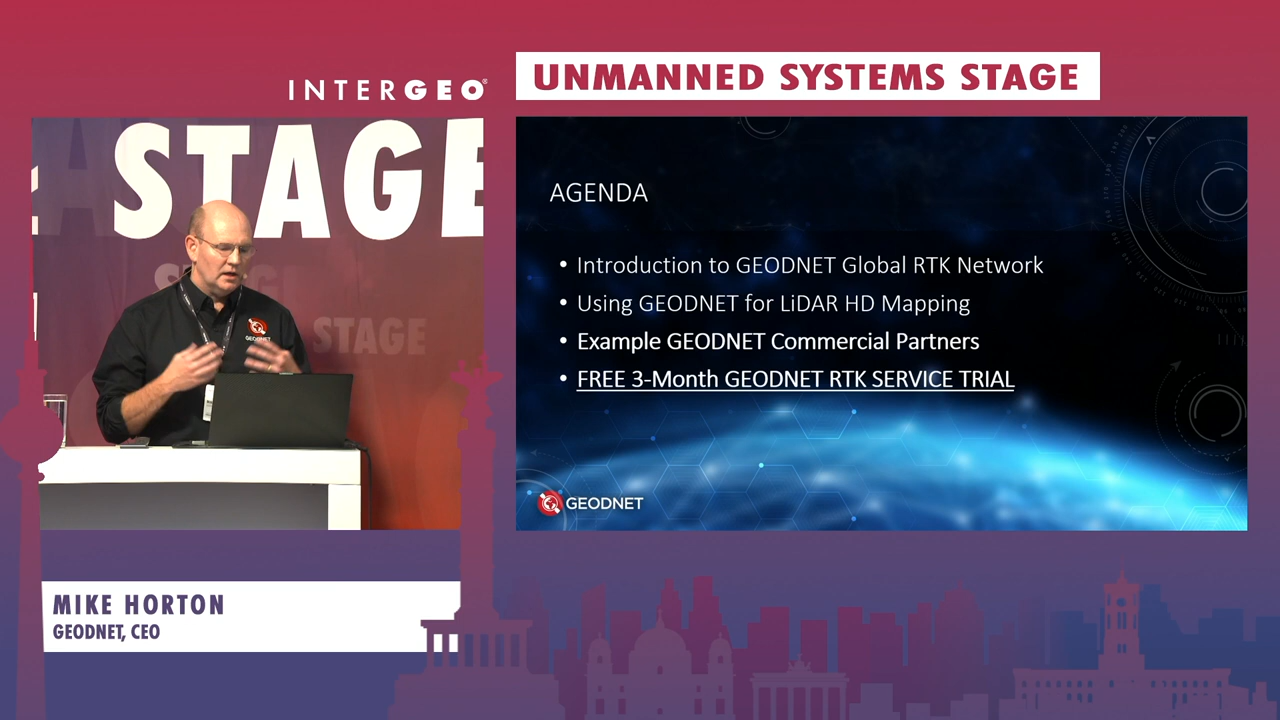 INTERGEO®
UNMANNED SYSTEMS STAGE
STAGE
STAGE
GEODNET
AGENDA
• Introduction to GEODNET Global RTK Network
• Using GEODNET for LiDAR HD Mapping
• Example GEODNET Commercial Partners
• FREE 3-Month GEODNET RTK SERVICE TRIAL
GEODNET
MIKE HORTON
GEODNET, CEO